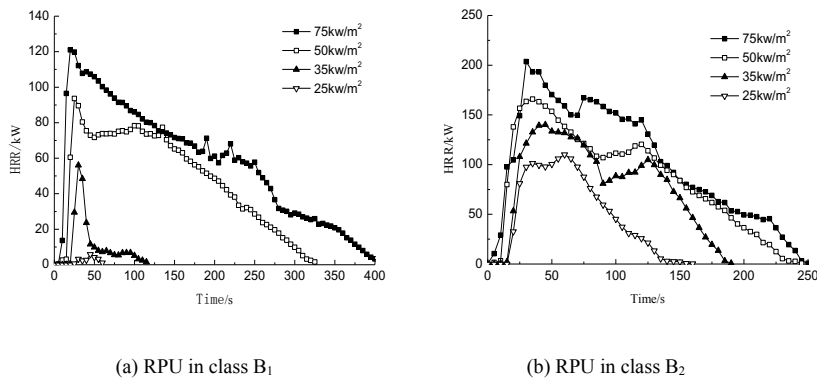 140
120
100
80
60
40
20
0
HRR/kW
0 50 100 150 200 250 300 350 400
Time/s
75kw/m²
50kw/m²
35kw/m²
25kw/m²
(a) RPU in class B₁
250
200
150
100
50
0
HRR/kW
0 50 100 150 200 250
Time/s
75kw/m²
50kw/m²
35kw/m²
25kw/m²
(b) RPU in class B₂